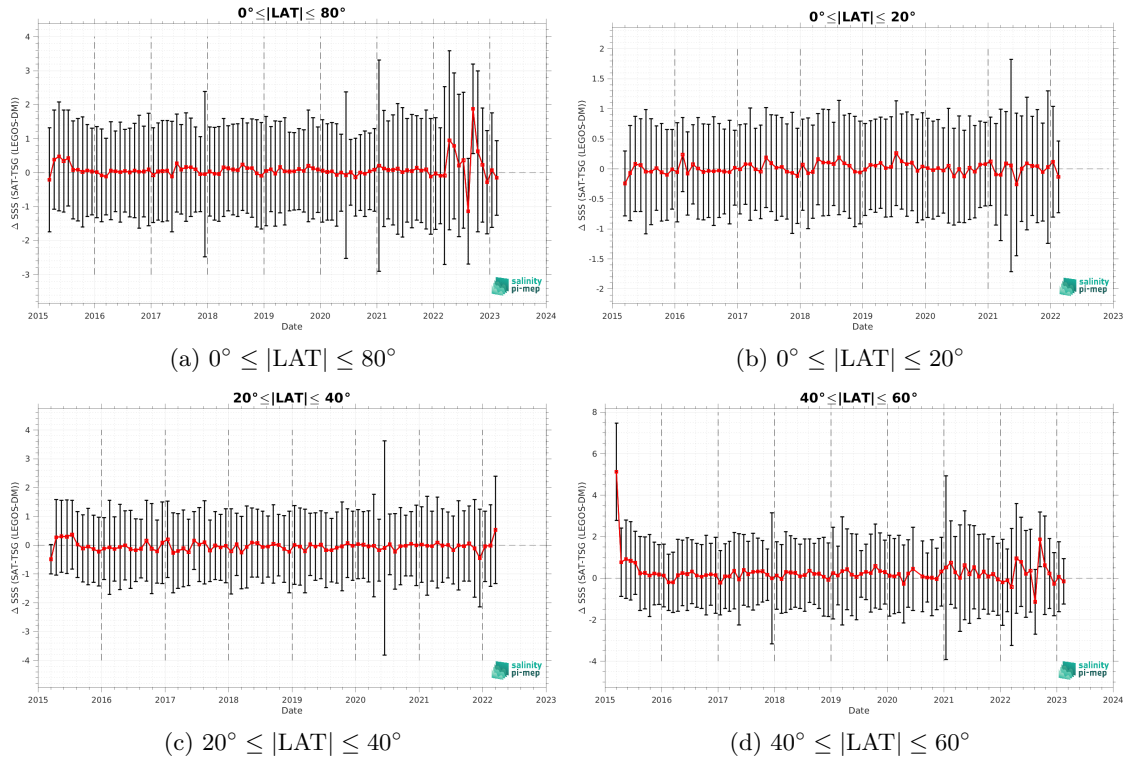 0°≤|LAT|≤ 80°
Δ SSS (SAT-TSG (LEGOS-DM))
4
3
2
1
0
-1
-2
-3
2015 2016 2017 2018 2019 2020 2021 2022 2023 2024
Date
salinity
pi-mep
(a) 0° ≤ |LAT| ≤ 80°
0°≤|LAT|≤ 20°
Δ SSS (SAT-TSG (LEGOS-DM))
2
1.5
1
0.5
0
-0.5
-1
-1.5
-2
2015 2016 2017 2018 2019 2020 2021 2022 2023
Date
salinity
pi-mep
(b) 0° ≤ |LAT| ≤ 20°
20°≤|LAT|≤ 40°
Δ SSS (SAT-TSG (LEGOS-DM))
4
3
2
1
0
-1
-2
-3
-4
2015 2016 2017 2018 2019 2020 2021 2022 2023
Date
salinity
pi-mep
(c) 20° ≤ |LAT| ≤ 40°
40°≤|LAT|≤ 60°
Δ SSS (SAT-TSG (LEGOS-DM))
8
6
4
2
0
-2
-4
2015 2016 2017 2018 2019 2020 2021 2022 2023 2024
Date
salinity
pi-mep
(d) 40° ≤ |LAT| ≤ 60°